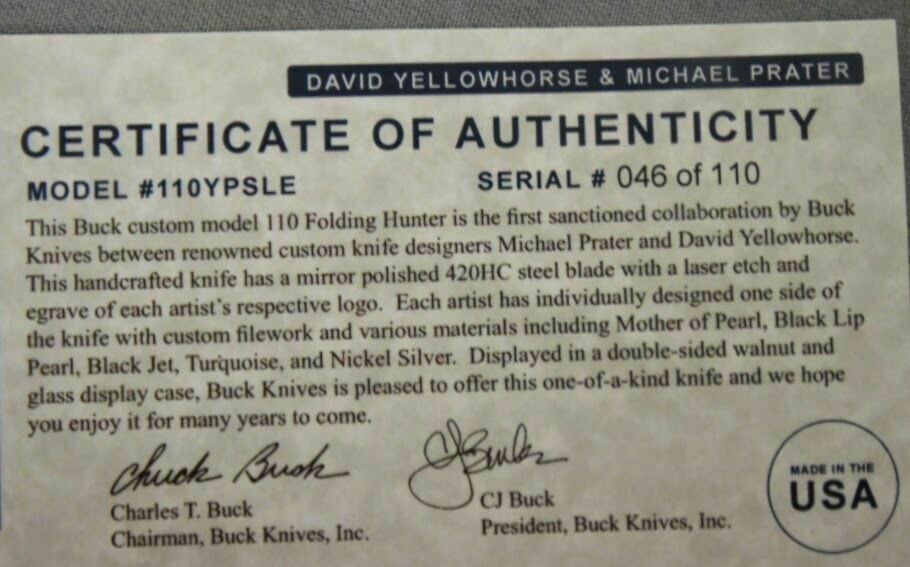 DAVID YELLOWHORSE & MICHAEL PRATER
CERTIFICATE OF AUTHENTICITY
MODEL #110YPSLE SERIAL # 046 of 110
This Buck custom model 110 Folding Hunter is the first sanctioned collaboration by Buck
Knives between renowned custom knife designers Michael Prater and David Yellowhorse.
This handcrafted knife has a mirror polished 420HC steel blade with a laser etch and
egrave of each artist's respective logo. Each artist has individually designed one side of
the knife with custom filework and various materials including Mother of Pearl, Black Lip
Pearl, Black Jet, Turquoise, and Nickel Silver. Displayed in a double-sided walnut and
glass display case, Buck Knives is pleased to offer this one-of-a-kind knife and we hope
you enjoy it for many years to come.
Chuck Buck
CJ Buck
Charles T. Buck
Chairman, Buck Knives, Inc.
CJ Buck
President, Buck Knives, Inc.
MADE IN THE
USA